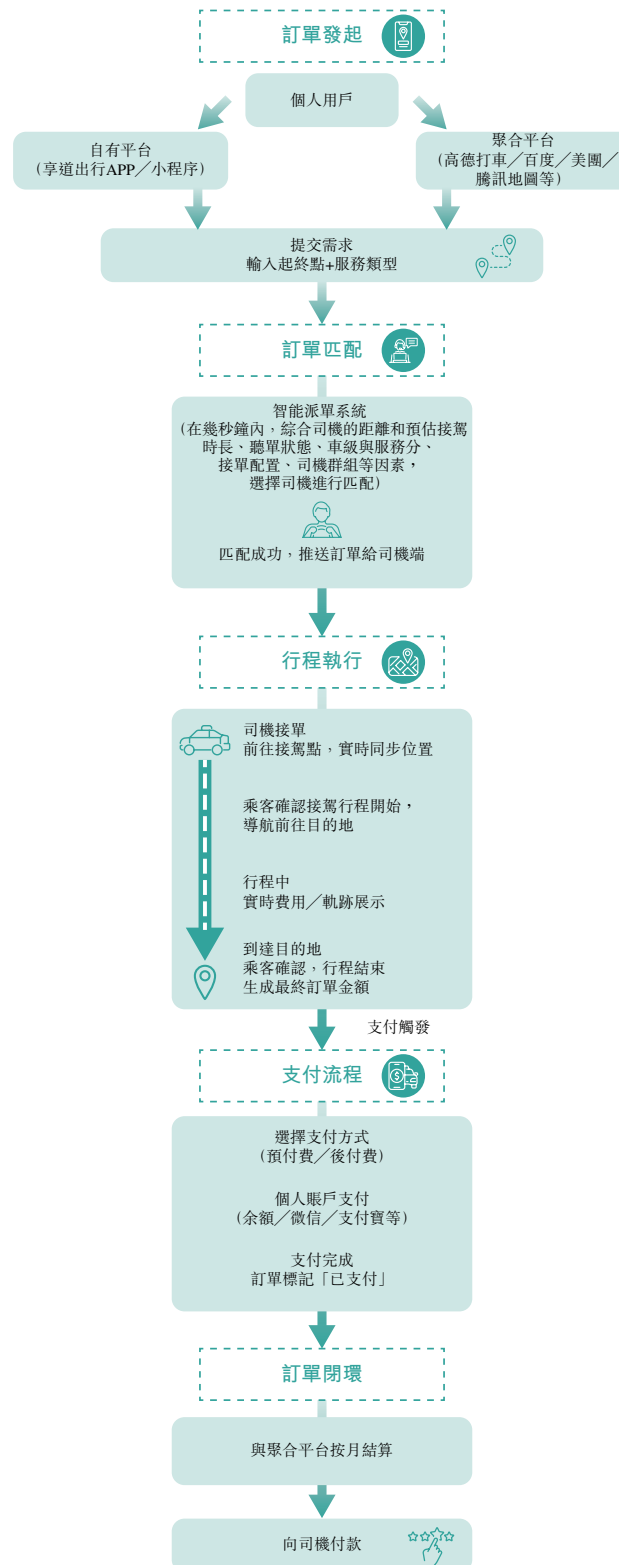 訂單發起
個人用戶
自有平台
(享道出行APP／小程序)
聚合平台
(高德打車／百度／美團／
騰訊地圖等)
提交需求
輸入起終點+服務類型
訂單匹配
智能派單系統
(在幾秒鐘內，綜合司機的距離和預估接駕
時長、聽單狀態、車級與服務分、
接單配置、司機群組等因素，
選擇司機進行匹配)
匹配成功，推送訂單給司機端
行程執行
司機接單
前往接駕點，實時同步位置
乘客確認接駕行程開始，
導航前往目的地
行程中
實時費用／軌跡展示
到達目的地
乘客確認，行程結束
生成最終訂單金額
支付觸發
支付流程
選擇支付方式
(預付費／後付費)
個人賬戶支付
(余額／微信／支付寶等)
支付完成
訂單標記「已支付」
訂單閉環
與聚合平台按月結算
向司機付款